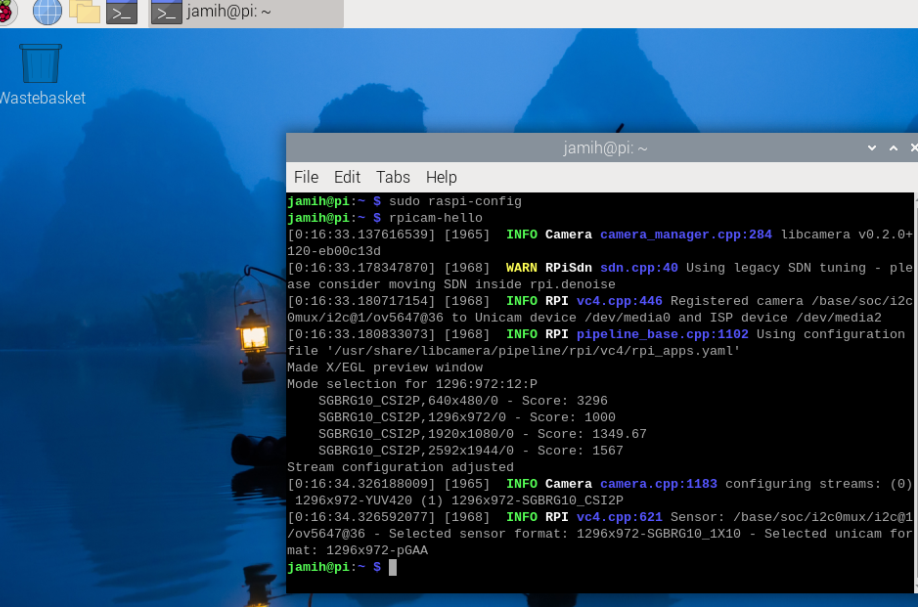 jamih@pi: ~
Wastebasket
jamih@pi: ~
File Edit Tabs Help
jamih@pi:~ $ sudo raspi-config
jamih@pi:~ $ rpicam-hello
[0:16:33.137616539] [1965]  INFO Camera camera_manager.cpp:284 libcamera v0.2.0+
120-eb00c13d
[0:16:33.178347870] [1968]  WARN RPiSdn sdn.cpp:40 Using legacy SDN tuning - ple
ase consider moving SDN inside rpi.denoise
[0:16:33.180717154] [1968]  INFO RPI vc4.cpp:446 Registered camera /base/soc/i2c
0mux/i2c@1/ov5647@36 to Unicam device /dev/media0 and ISP device /dev/media2
[0:16:33.180833073] [1968]  INFO RPI pipeline_base.cpp:1102 Using configuration
file '/usr/share/libcamera/pipeline/rpi/vc4/rpi_apps.yaml'
Made X/EGL preview window
Mode selection for 1296:972:12:P
    SGBRG10_CSI2P,640x480/0 - Score: 3296
    SGBRG10_CSI2P,1296x972/0 - Score: 1000
    SGBRG10_CSI2P,1920x1080/0 - Score: 1349.67
    SGBRG10_CSI2P,2592x1944/0 - Score: 1567
Stream configuration adjusted
[0:16:34.326188009] [1965]  INFO Camera camera.cpp:1183 configuring streams: (0)
 1296x972-YUV420 (1) 1296x972-SGBRG10_CSI2P
[0:16:34.326592077] [1968]  INFO RPI vc4.cpp:621 Sensor: /base/soc/i2c0mux/i2c@1
/ov5647@36 - Selected sensor format: 1296x972-SGBRG10_1X10 - Selected unicam for
mat: 1296x972-pGAA
jamih@pi:~ $